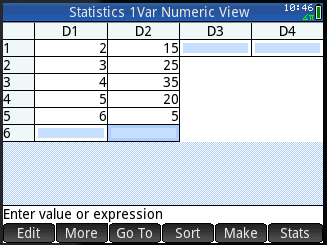 Statistics 1Var Numeric View 10:46
D1 D2 D3 D4
1 2 15
2 3 25
3 4 35
4 5 20
5 6 5
6
Enter value or expression
Edit More Go To Sort Make Stats